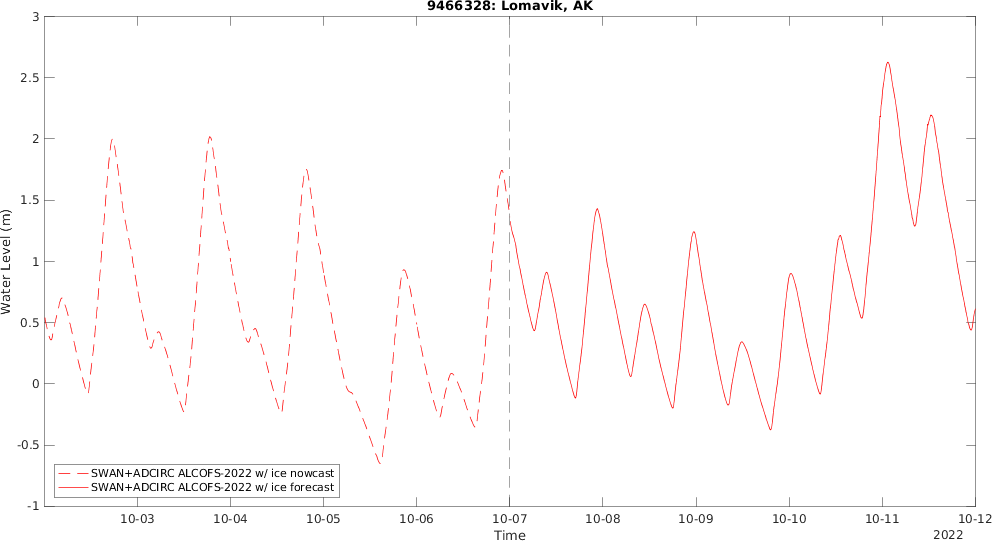 9466328: Lomavik, AK
Water Level (m)
3
2.5
2
1.5
1
0.5
0
-0.5
-1
SWAN+ADCIRC ALCOFS-2022 w/ ice nowcast
SWAN+ADCIRC ALCOFS-2022 w/ ice forecast
10-03 10-04 10-05 10-06 10-07 10-08 10-09 10-10 10-11 10-12
Time
2022